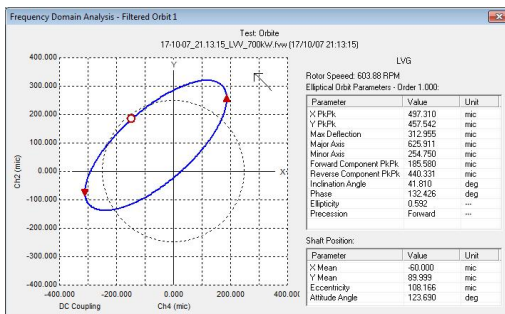 Frequency Domain Analysis - Filtered Orbit 1
Test: Orbite
17-10-07_21.13.15_LVV_700kW.fvw (17/10/07 21:13:15)
LVG
Rotor Speed: 603.88 RPM
Elliptical Orbit Parameters - Order 1.000:
Parameter Value Unit
X PkPk 497.310 mic
Y PkPk 457.542 mic
Max Deflection 312.955 mic
Major Axis 625.911 mic
Minor Axis 254.750 mic
Forward Component PkPk 185.580 mic
Reverse Component PkPk 440.331 mic
Inclination Angle 41.810 deg
Phase 132.426 deg
Ellipticity 0.592 ---
Precession Forward ---
Shaft Position:
Parameter Value Unit
X Mean -60.000 mic
Y Mean 89.999 mic
Eccentricity 108.166 mic
Attitude Angle 123.690 deg
400.000
300.000
200.000
100.000
0.000
-100.000
-200.000
-300.000
-400.000
Ch2 (mic)
Y
X
-400.000 -200.000 0.000 200.000 400.000
DC Coupling Ch4 (mic)